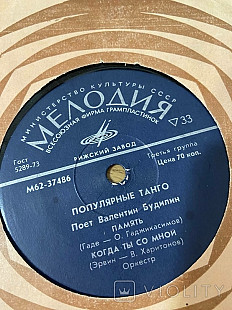 МИНИСТЕРСТВО КУЛЬТУРЫ СССР
МЕЛОДИЯ
ВСЕСОЮЗНАЯ ФИРМА ГРАМПЛАСТИНОК
▽33
РИЖСКИЙ ЗАВОД
Гост
5289-73
Третья группа
Цена 70 коп.
М62-37486
ПОПУЛЯРНЫЕ ТАНГО
Поет Валентин Будилин
ПАМЯТЬ
(Гаде — О. Гаджикасимов)
КОГДА ТЫ СО МНОЙ
(Эрвин — В. Харитонов)
Оркестр
VIOLITY